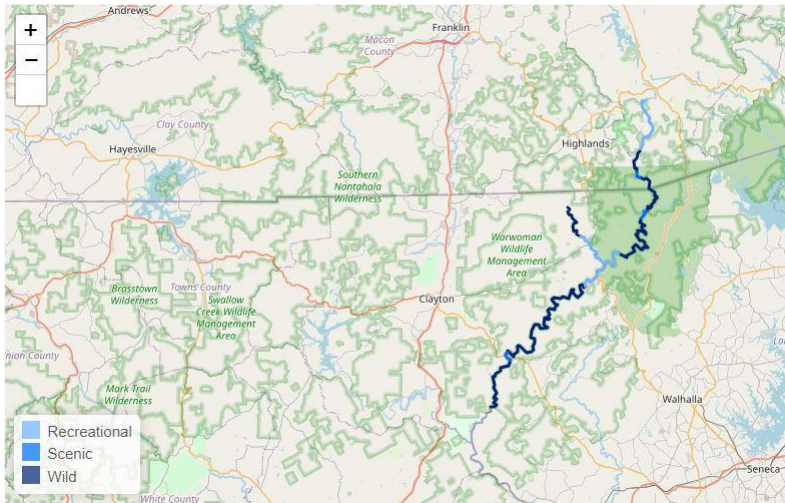 Andrews
+
−
Franklin
Macon
County
Clay County
Hayesville
Highlands
Southern
Nantahala
Wilderness
Warwoman
Wildlife
Management
Area
Brasstown
Wilderness
Towns County
Swallow
Creek Wildlife
Management
Area
Clayton
nion County
Mark Trail
Wilderness
Walhalla
Recreational
Scenic
Wild
Seneca
White County